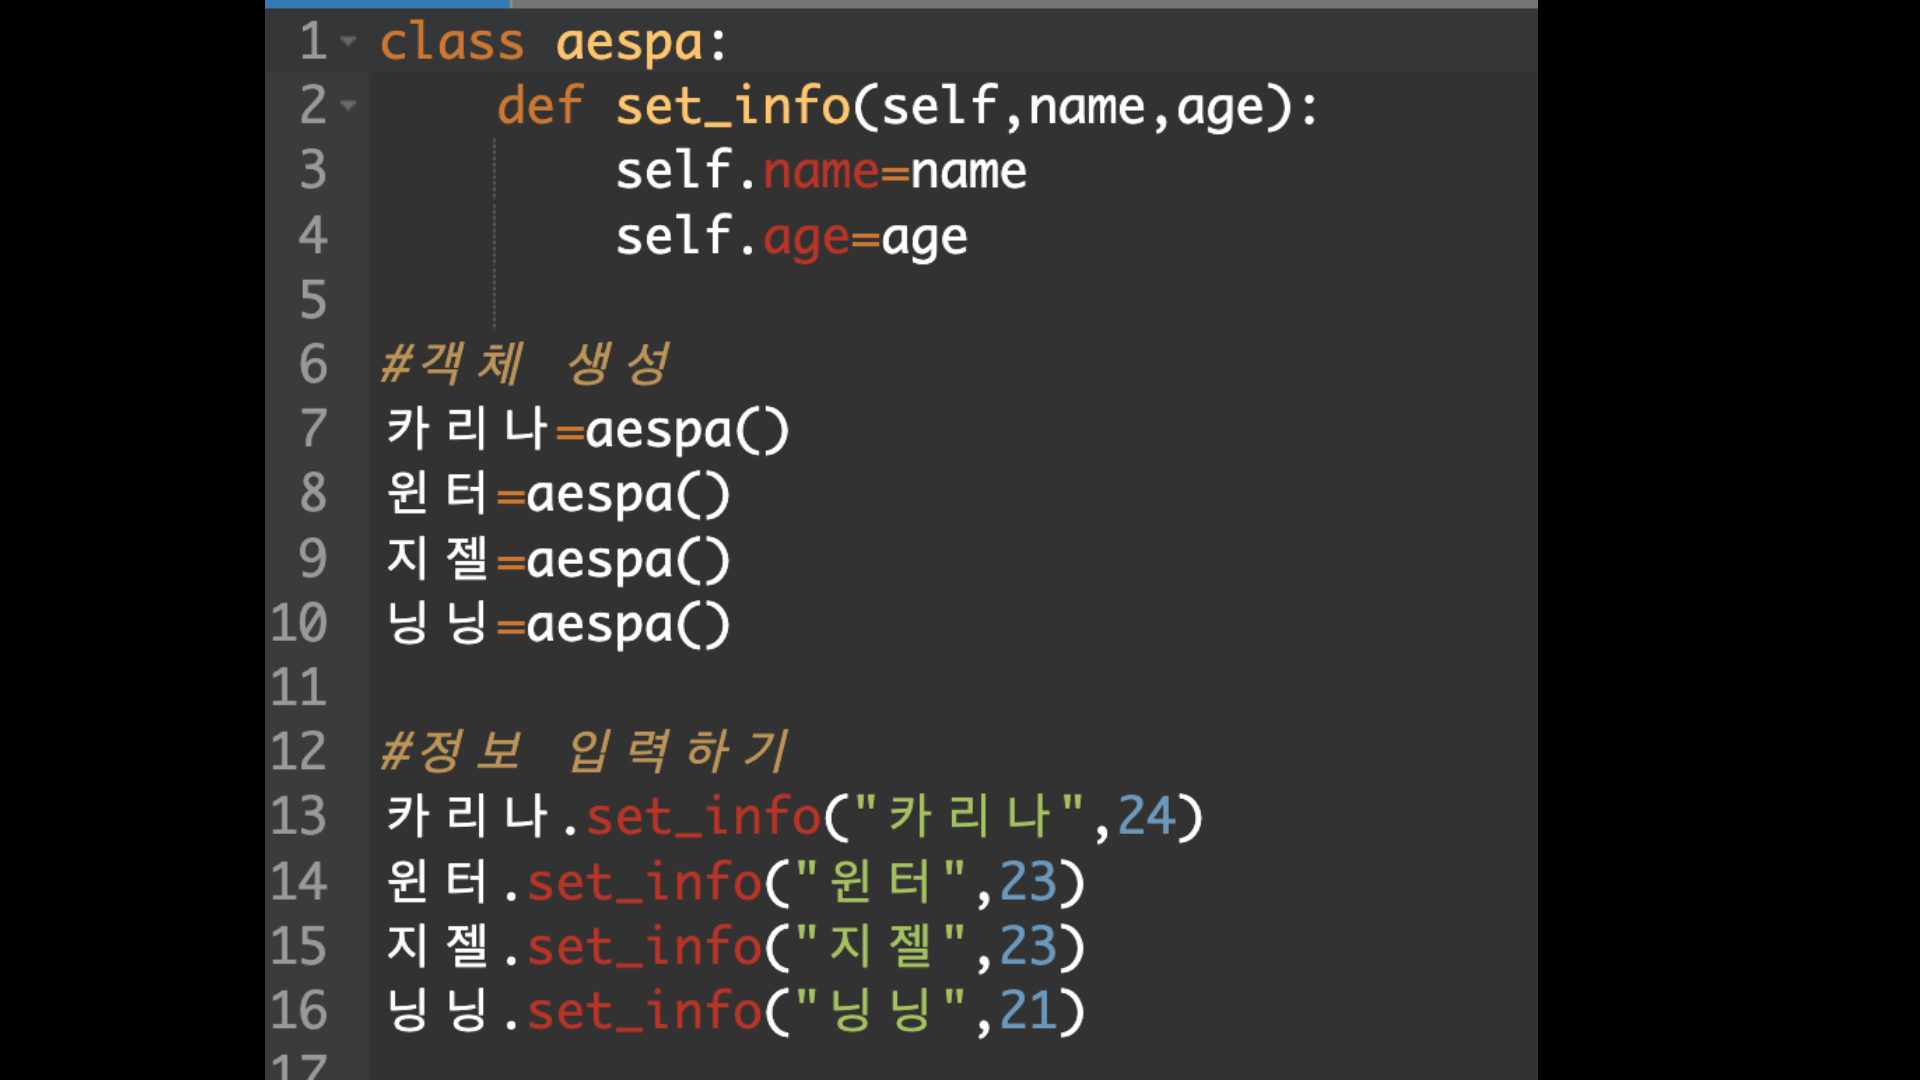 1 class aespa:
2     def set_info(self,name,age):
3         self.name=name
4         self.age=age
5
6 #객체 생성
7 카리나=aespa()
8 윈터=aespa()
9 지젤=aespa()
10 닝닝=aespa()
11
12 #정보 입력하기
13 카리나.set_info("카리나",24)
14 윈터.set_info("윈터",23)
15 지젤.set_info("지젤",23)
16 닝닝.set_info("닝닝",21)
17